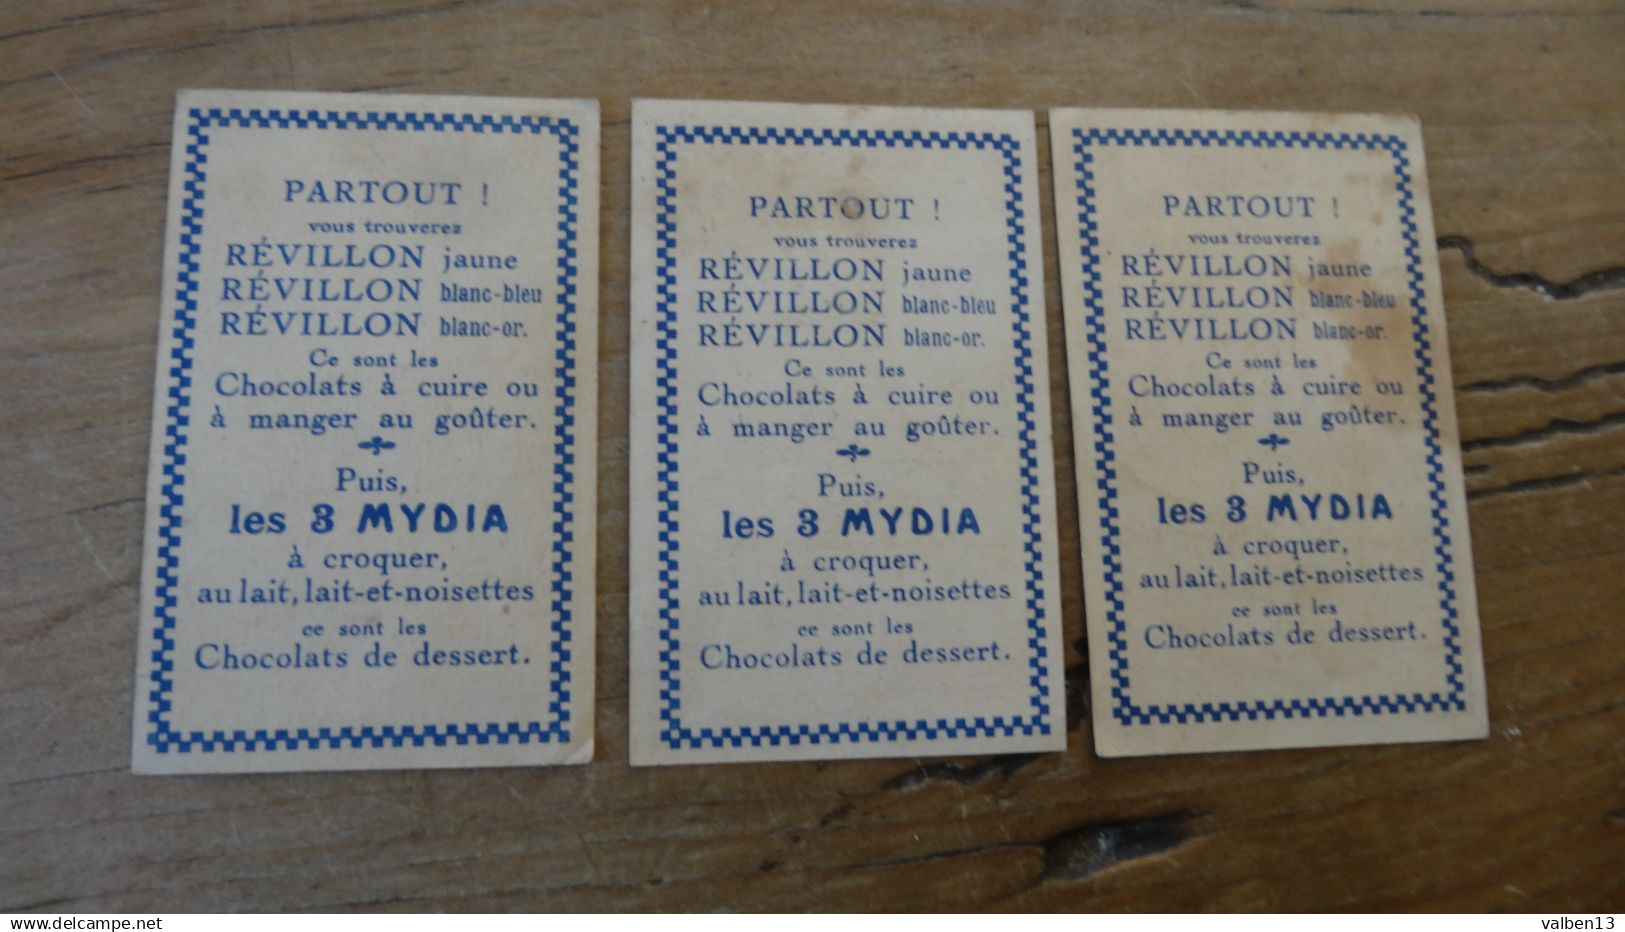 PARTOUT !
vous trouverez
RÉVILLON jaune
RÉVILLON blanc-bleu
RÉVILLON blanc-or.
Ce sont les
Chocolats à cuire ou
à manger au goûter.
Puis,
les 3 MYDIA
à croquer,
au lait, lait-et-noisettes
ce sont les
Chocolats de dessert.
PARTOUT !
vous trouverez
RÉVILLON jaune
RÉVILLON blanc-bleu
RÉVILLON blanc-or.
Ce sont les
Chocolats à cuire ou
à manger au goûter.
Puis,
les 3 MYDIA
à croquer,
au lait, lait-et-noisettes
ce sont les
Chocolats de dessert.
PARTOUT !
vous trouverez
RÉVILLON jaune
RÉVILLON blanc-bleu
RÉVILLON blanc-or.
Ce sont les
Chocolats à cuire ou
à manger au goûter.
Puis,
les 3 MYDIA
à croquer,
au lait, lait-et-noisettes
ce sont les
Chocolats de dessert.
delcampe.net
valben13